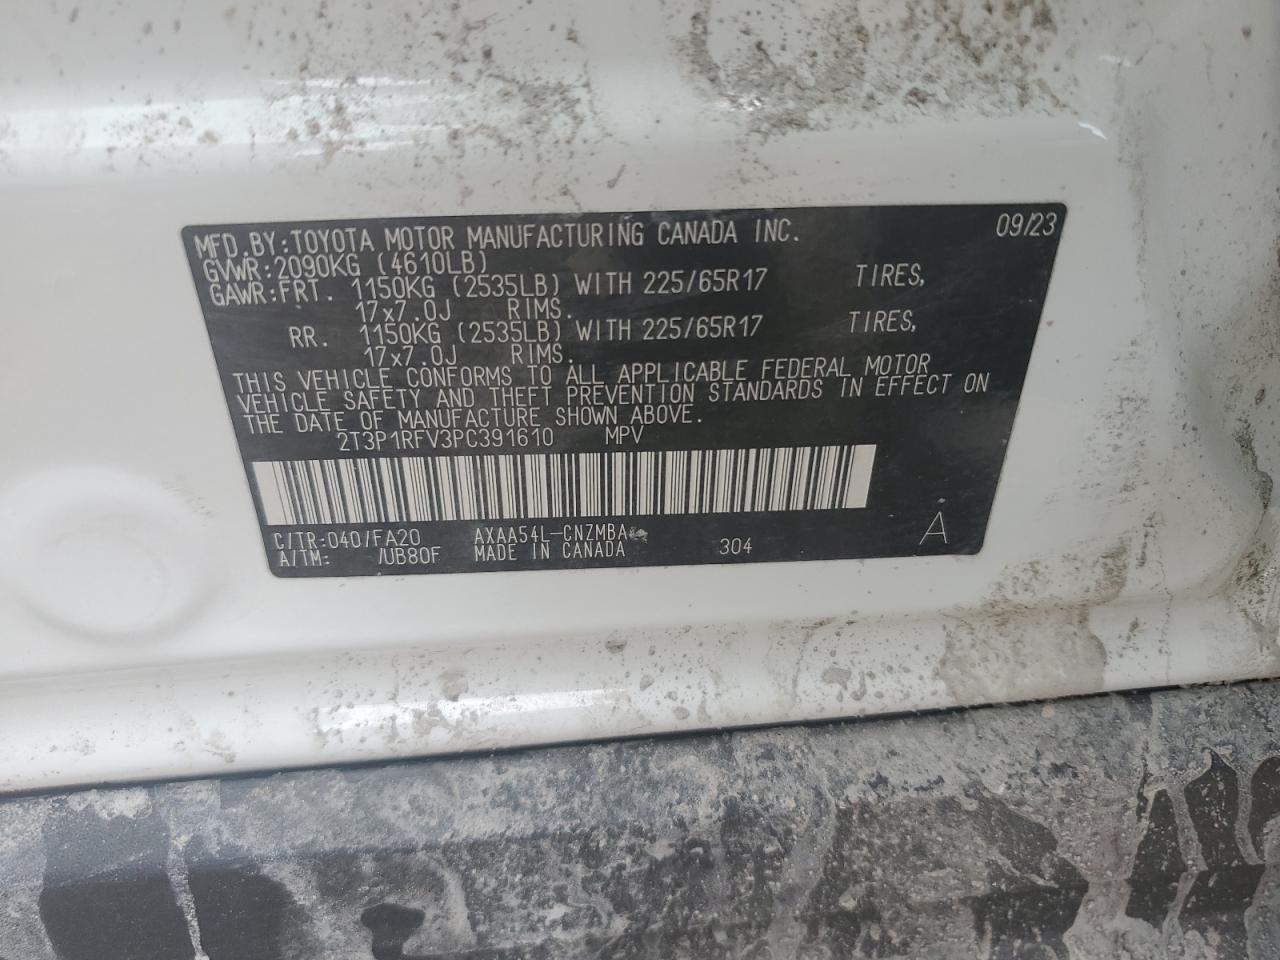 MFD.BY:TOYOTA MOTOR MANUFACTURING CANADA INC. 09/23
GVWR:2090KG (4610LB)
GAWR:FRT. 1150KG (2535LB) WITH 225/65R17 TIRES,
17x7.0J RIMS.
RR. 1150KG (2535LB) WITH 225/65R17 TIRES,
17x7.0J RIMS.
THIS VEHICLE CONFORMS TO ALL APPLICABLE FEDERAL MOTOR
VEHICLE SAFETY AND THEFT PREVENTION STANDARDS IN EFFECT ON
THE DATE OF MANUFACTURE SHOWN ABOVE.
2T3P1RFV3PC391610 MPV
C/TR:040/FA20 AXAA54L-CNZMBA
A/TM: /UB80F MADE IN CANADA 304 A